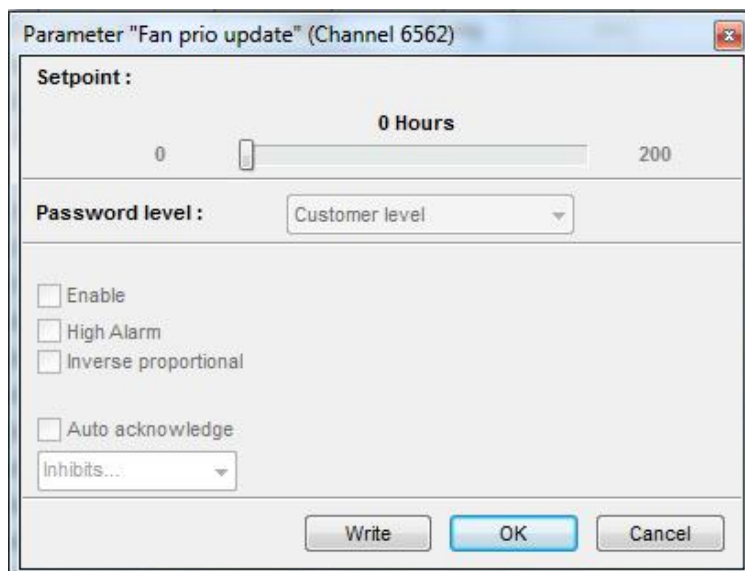 Parameter "Fan prio update" (Channel 6562)
Setpoint :
0 Hours
0 200
Password level : Customer level
Enable
High Alarm
Inverse proportional
Auto acknowledge
Inhibits...
Write OK Cancel